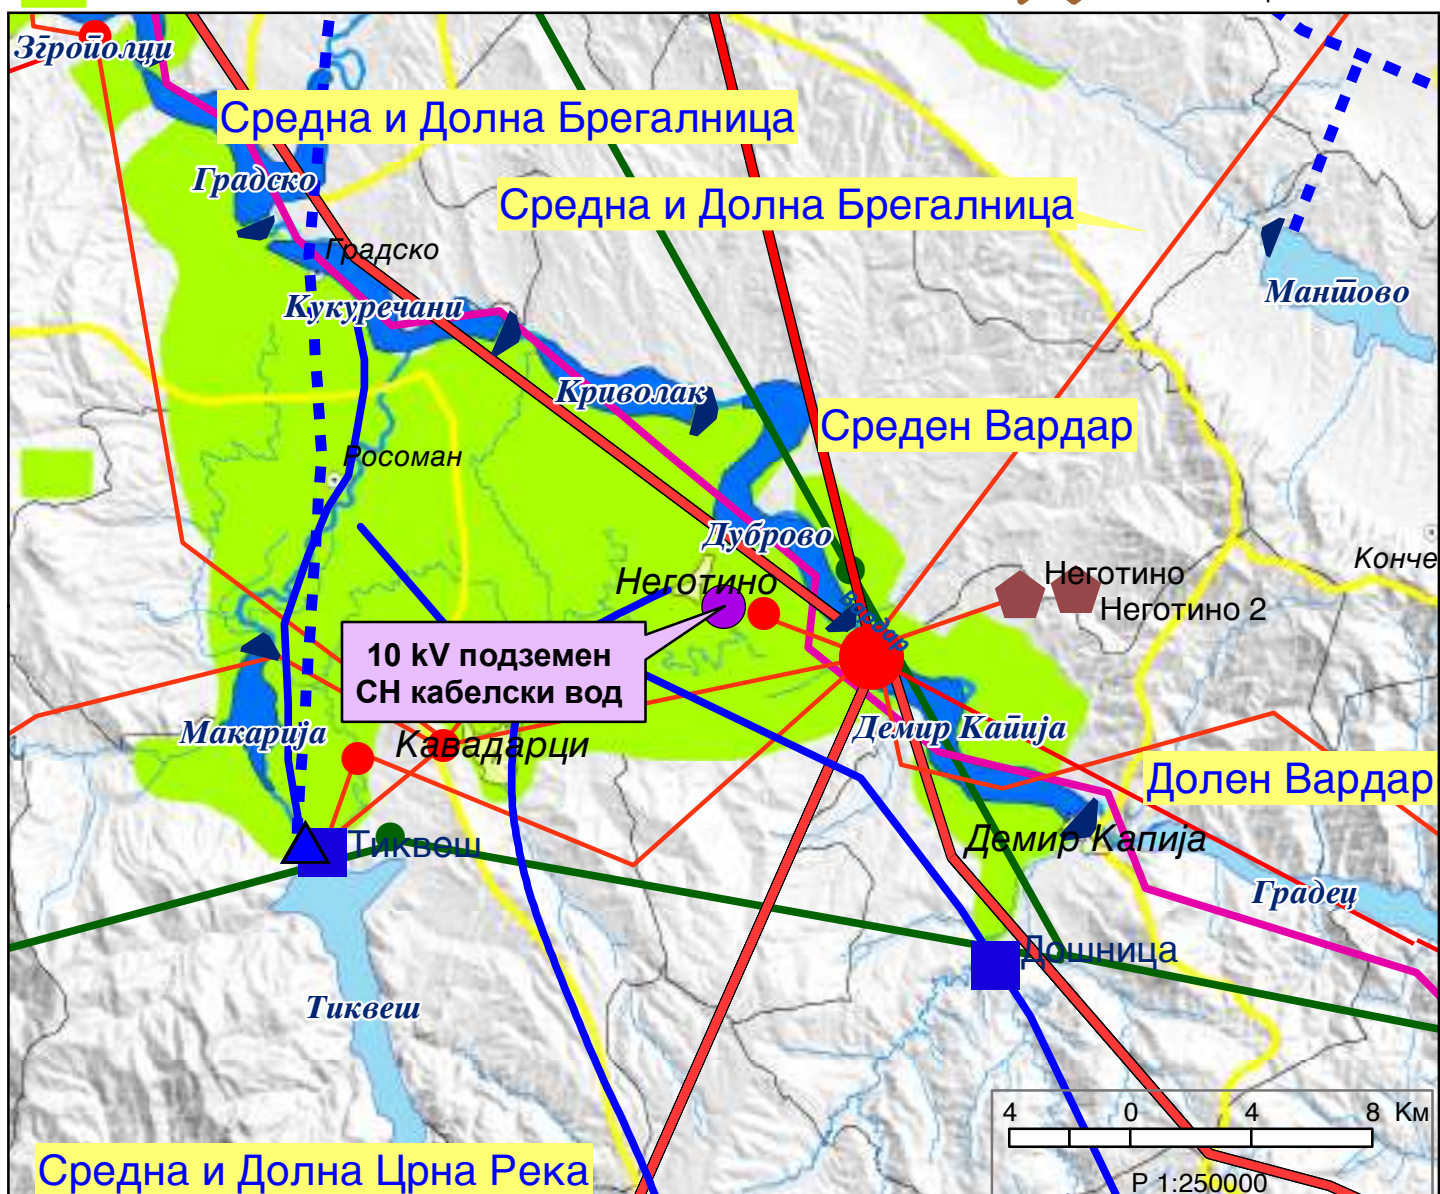 Згрополци
Средна и Долна Брегалница
Градско
Средна и Долна Брегалница
Градско
Мантово
Кукуречани
Криволак
Среден Вардар
Росоман
Дуброво
Конче
Неготино
Неготино
Неготино 2
Вардар
10 kV подземен
СН кабелски вод
Макарија
Кавадарци
Демир Капија
Долен Вардар
Тиквеш
Демир Капија
Градец
Дошница
Тиквеш
4 0 4 8 Км
Р 1:250000
Средна и Долна Црна Река